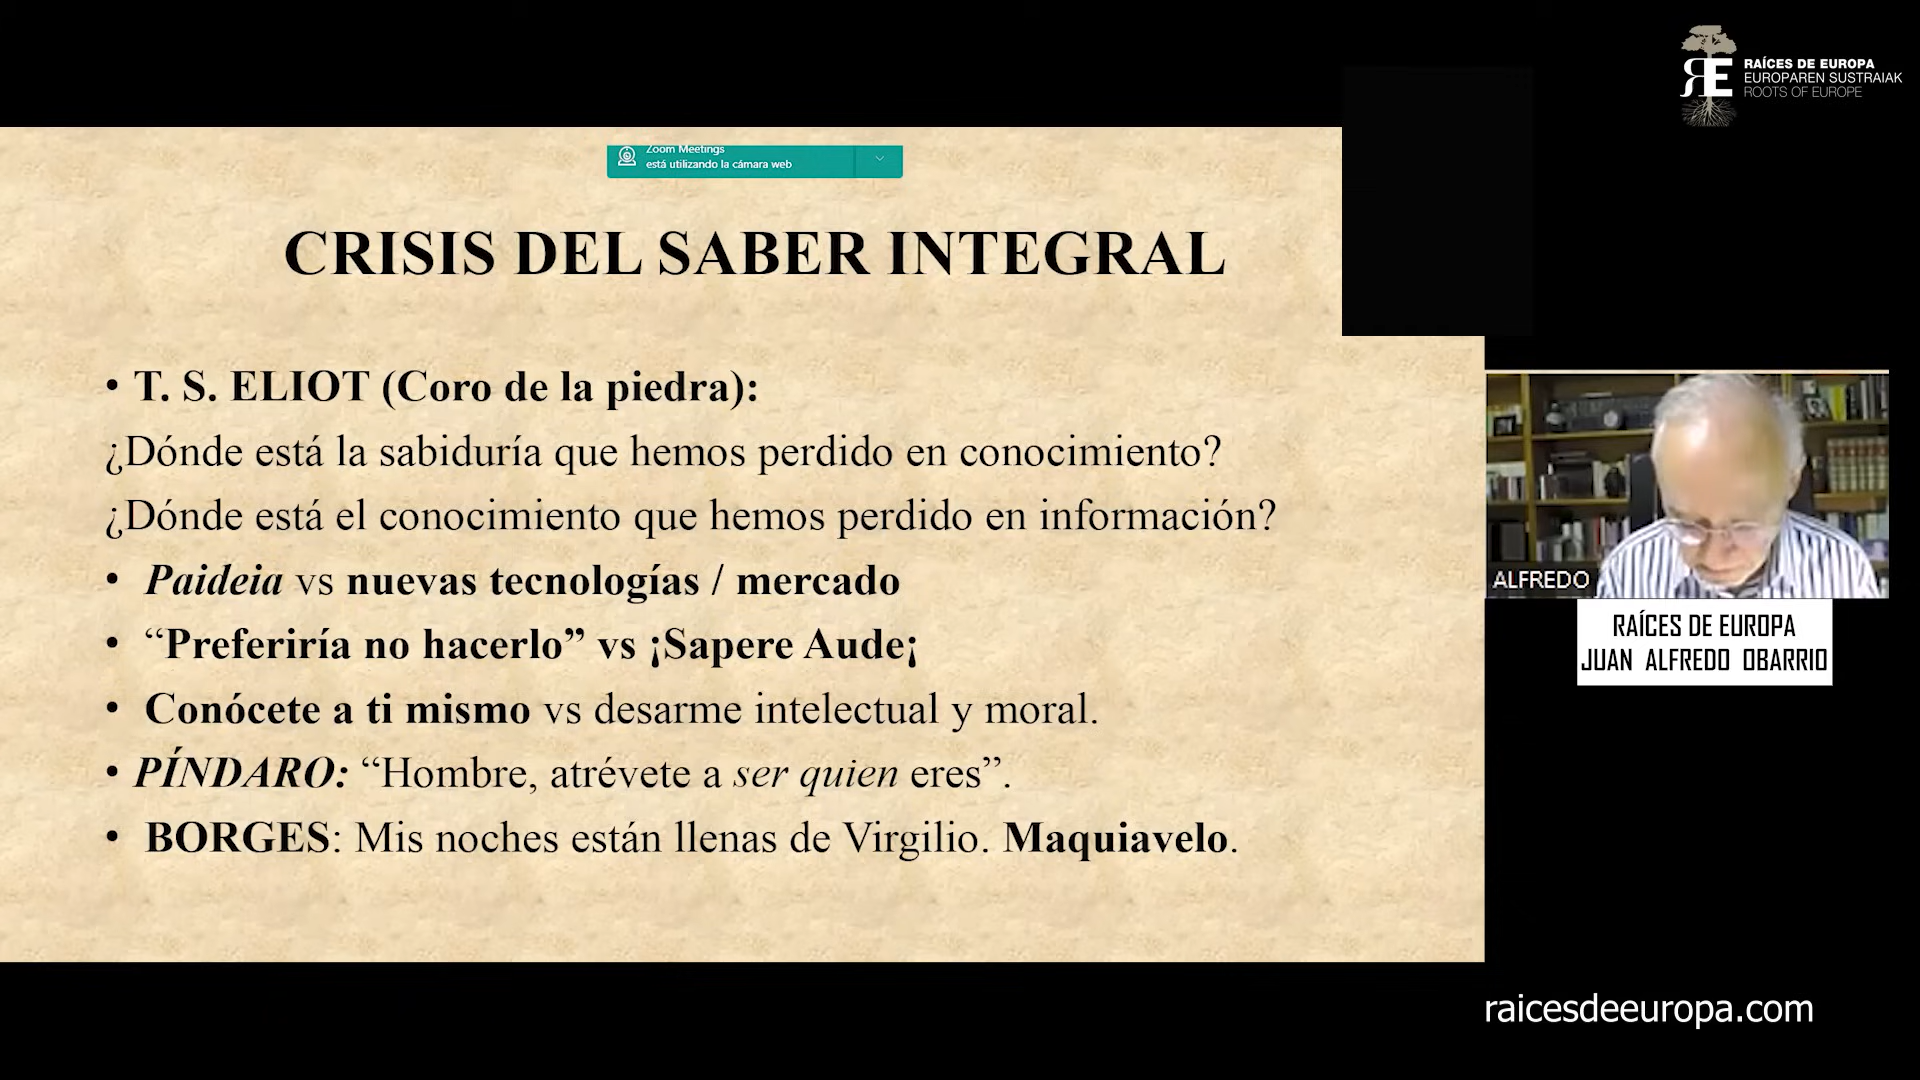 RAÍCES DE EUROPA
EUROPAREN SUSTRAIAK
ROOTS OF EUROPE
Zoom Meetings
está utilizando la cámara web
CRISIS DEL SABER INTEGRAL
• T. S. ELIOT (Coro de la piedra):
¿Dónde está la sabiduría que hemos perdido en conocimiento?
¿Dónde está el conocimiento que hemos perdido en información?
• Paideia vs nuevas tecnologías / mercado
• “Preferiría no hacerlo” vs ¡Sapere Aude¡
• Conócete a ti mismo vs desarme intelectual y moral.
• PÍNDARO: “Hombre, atrévete a ser quien eres”.
• BORGES: Mis noches están llenas de Virgilio. Maquiavelo.
ALFREDO
RAÍCES DE EUROPA
JUAN ALFREDO OBARRIO
raicesdeeuropa.com